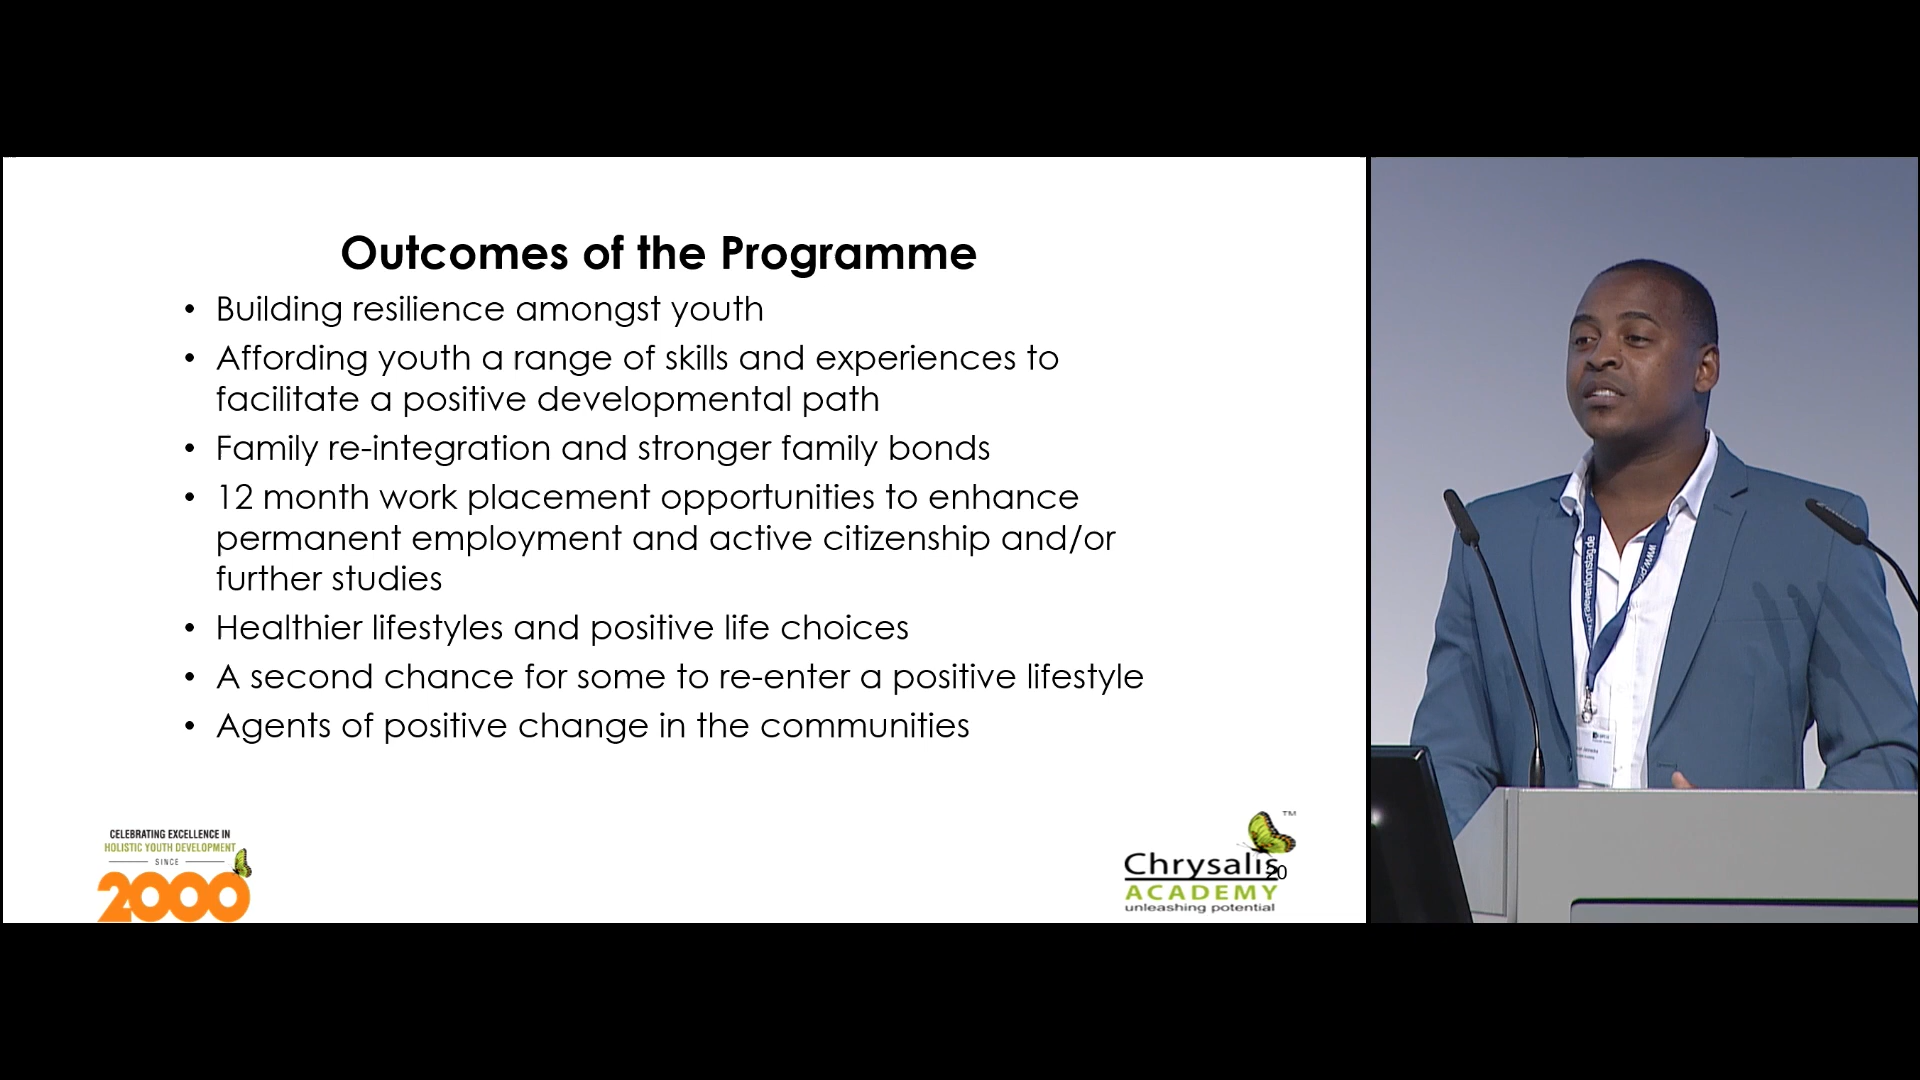 Outcomes of the Programme
• Building resilience amongst youth
• Affording youth a range of skills and experiences to
facilitate a positive developmental path
• Family re-integration and stronger family bonds
• 12 month work placement opportunities to enhance
permanent employment and active citizenship and/or
further studies
• Healthier lifestyles and positive life choices
• A second chance for some to re-enter a positive lifestyle
• Agents of positive change in the communities
CELEBRATING EXCELLENCE IN
HOLISTIC YOUTH DEVELOPMENT
SINCE
2000
TM
Chrysalis
20
ACADEMY
unleashing potential